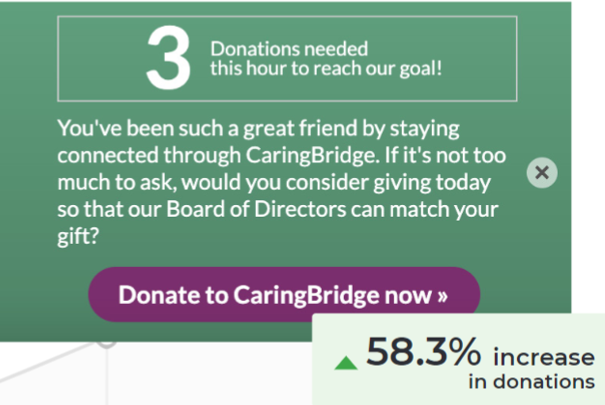 3
Donations needed
this hour to reach our goal!
You've been such a great friend by staying
connected through CaringBridge. If it's not too
much to ask, would you consider giving today
so that our Board of Directors can match your
gift?
Donate to CaringBridge now »
58.3% increase
in donations